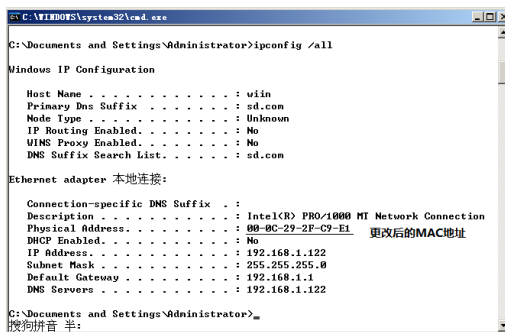 C:\WINDOWS\system32\cmd.exe
C:\Documents and Settings\Administrator>ipconfig /all
Windows IP Configuration
Host Name . . . . . . . . . . . . : wiin
Primary Dns Suffix . . . . . . . : sd.com
Node Type . . . . . . . . . . . . : Unknown
IP Routing Enabled. . . . . . . . : No
WINS Proxy Enabled. . . . . . . . : No
DNS Suffix Search List. . . . . . : sd.com
Ethernet adapter 本地连接:
Connection-specific DNS Suffix . :
Description . . . . . . . . . . . : Intel(R) PRO/1000 MT Network Connection
Physical Address. . . . . . . . . : 00-0C-29-2F-C9-E1 更改后的MAC地址
DHCP Enabled. . . . . . . . . . . : No
IP Address. . . . . . . . . . . . : 192.168.1.122
Subnet Mask . . . . . . . . . . . : 255.255.255.0
Default Gateway . . . . . . . . . : 192.168.1.1
DNS Servers . . . . . . . . . . . : 192.168.1.122
C:\Documents and Settings\Administrator>_
搜狗拼音 半: